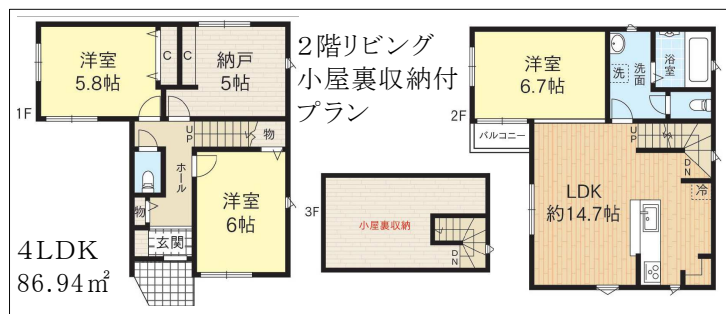 洋室
5.8帖
C
C
納戸
5帖
1F
UP
物
ホール
物
洋室
6帖
玄関
4LDK
86.94㎡
2階リビング
小屋裏収納付
プラン
3F
小屋裏収納
DN
洋室
6.7帖
洗
洗面
浴室
2F
バルコニー
UP
DN
LDK
約14.7帖
冷